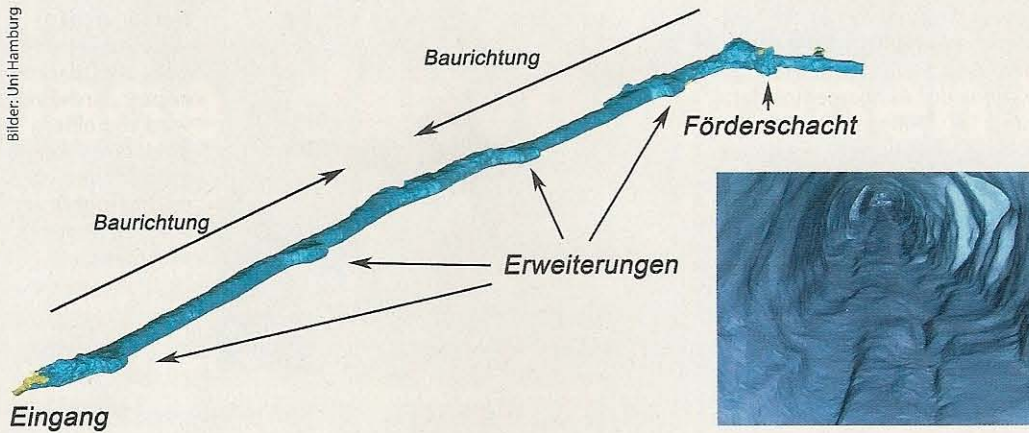 Bilder: Uni Hamburg
Baurichtung
Förderschacht
Baurichtung
Erweiterungen
Eingang